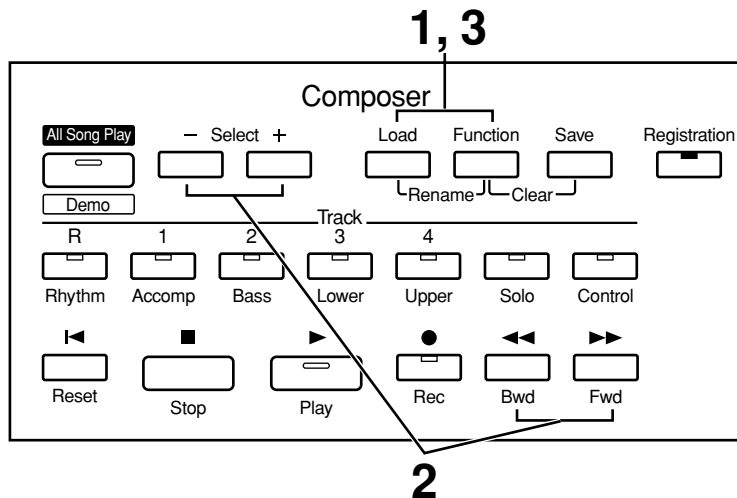 1, 3
Composer
All Song Play − Select + Load Function Save Registration
Demo Rename Clear
Track
R 1 2 3 4
Rhythm Accomp Bass Lower Upper Solo Control
Reset Stop Play Rec Bwd Fwd
2